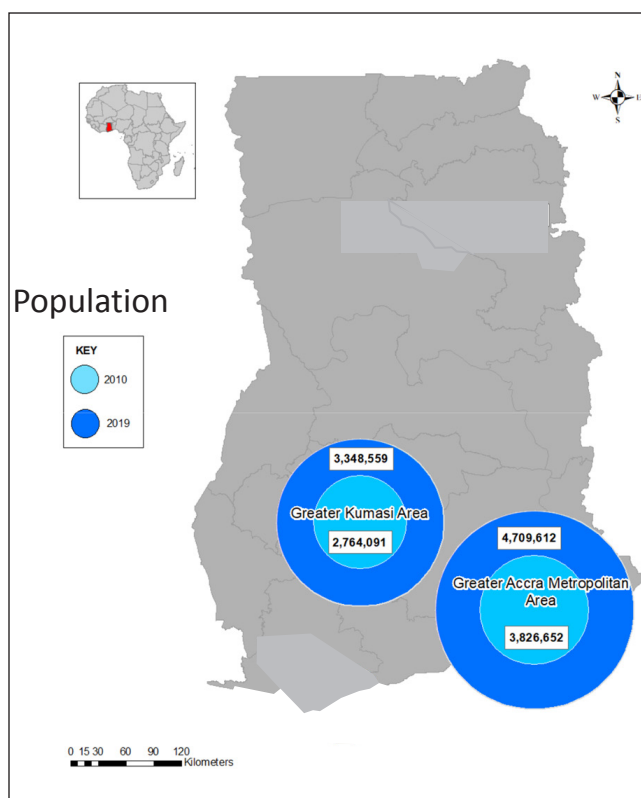 N
W E
S
Population
KEY
2010
2019
3,348,559
Greater Kumasi Area
2,764,091
4,709,612
Greater Accra Metropolitan
Area
3,826,652
0 15 30 60 90 120
Kilometers